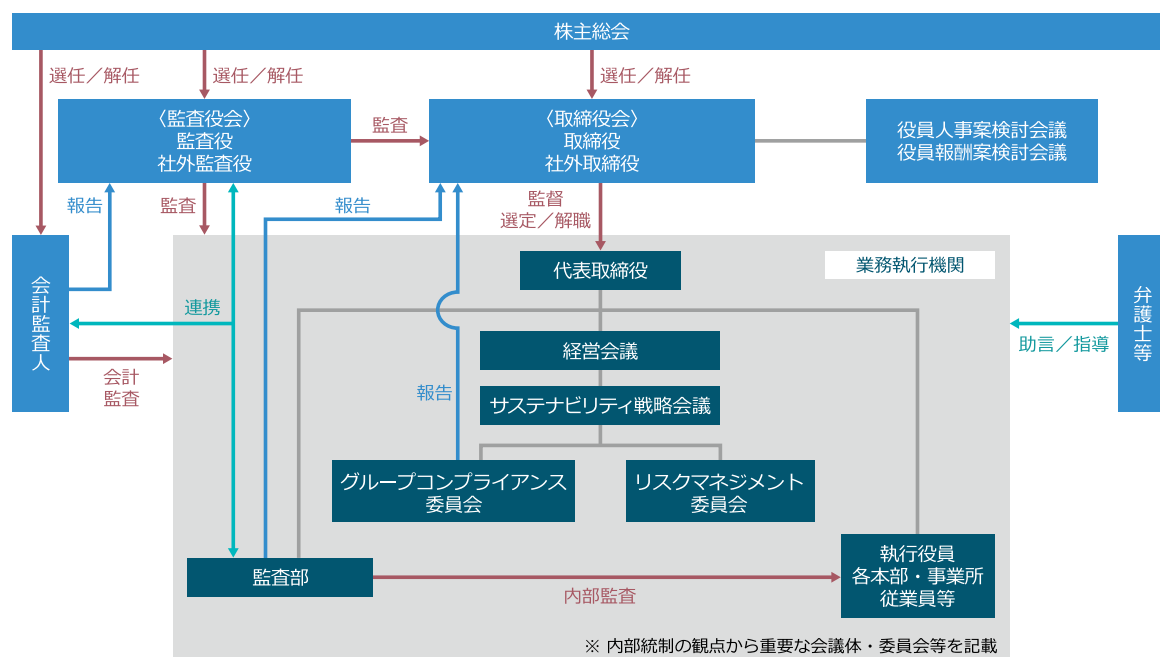 株主総会
選任／解任
選任／解任
選任／解任
〈監査役会〉
監査役
社外監査役
監査
〈取締役会〉
取締役
社外取締役
役員人事案検討会議
役員報酬案検討会議
報告
監査
報告
監督
選定／解職
会計監査人
代表取締役
業務執行機関
弁護士等
連携
助言／指導
経営会議
会計
監査
報告
サステナビリティ戦略会議
グループコンプライアンス
委員会
リスクマネジメント
委員会
監査部
内部監査
執行役員
各本部・事業所
従業員等
※ 内部統制の観点から重要な会議体・委員会等を記載